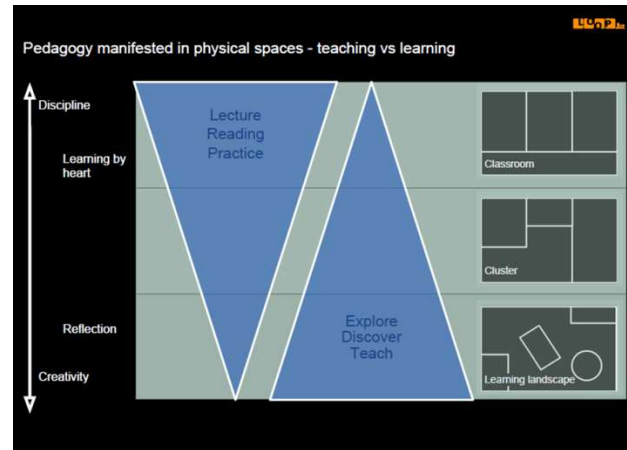 LOOP
Pedagogy manifested in physical spaces - teaching vs learning
Discipline
Learning by
heart
Reflection
Creativity
Lecture
Reading
Practice
Explore
Discover
Teach
Classroom
Cluster
Learning landscape